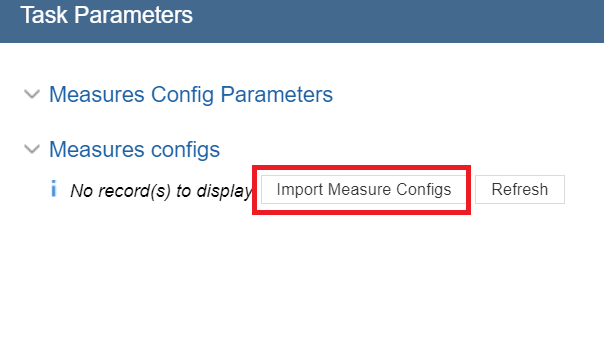 Task Parameters
Measures Config Parameters
Measures configs
i No record(s) to display Import Measure Configs Refresh